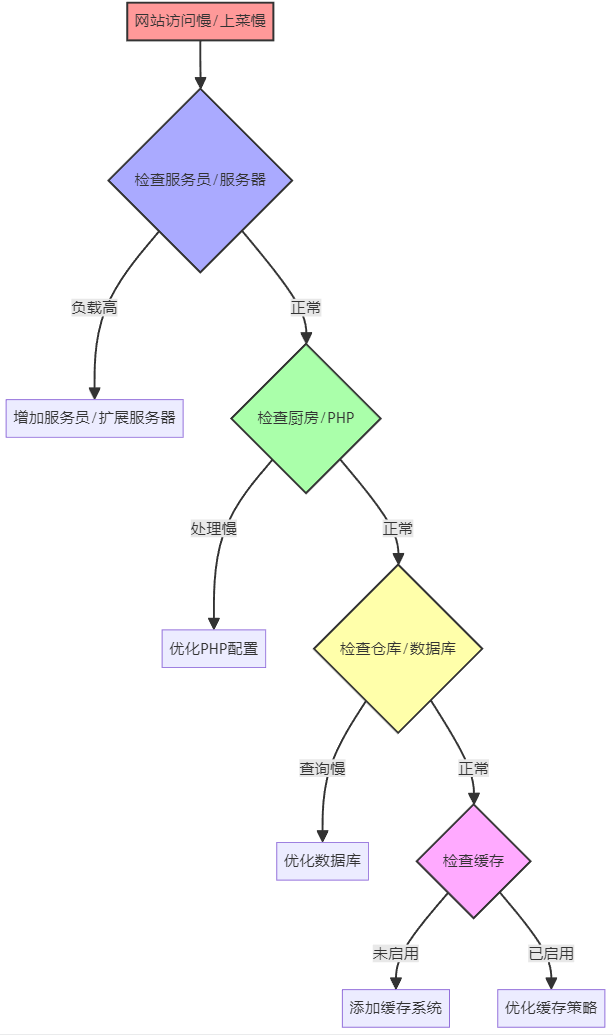 网站访问慢/上菜慢
检查服务员/服务器
负载高
正常
增加服务员/扩展服务器
检查厨房/PHP
处理慢
正常
优化PHP配置
检查仓库/数据库
查询慢
正常
优化数据库
检查缓存
未启用
已启用
添加缓存系统
优化缓存策略